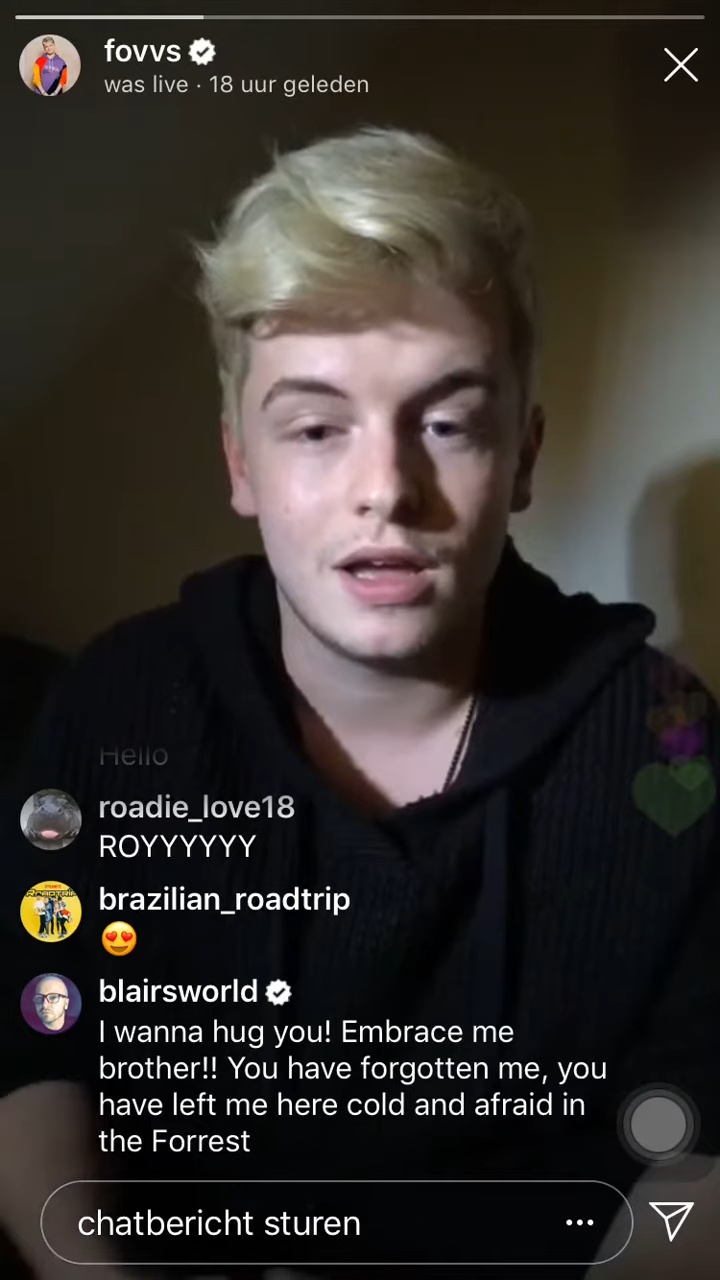 fovvs
was live · 18 uur geleden
Hello
roadie_love18
ROYYYYYY
brazilian_roadtrip
😍
blairsworld
I wanna hug you! Embrace me
brother!! You have forgotten me, you
have left me here cold and afraid in
the Forrest
chatbericht sturen